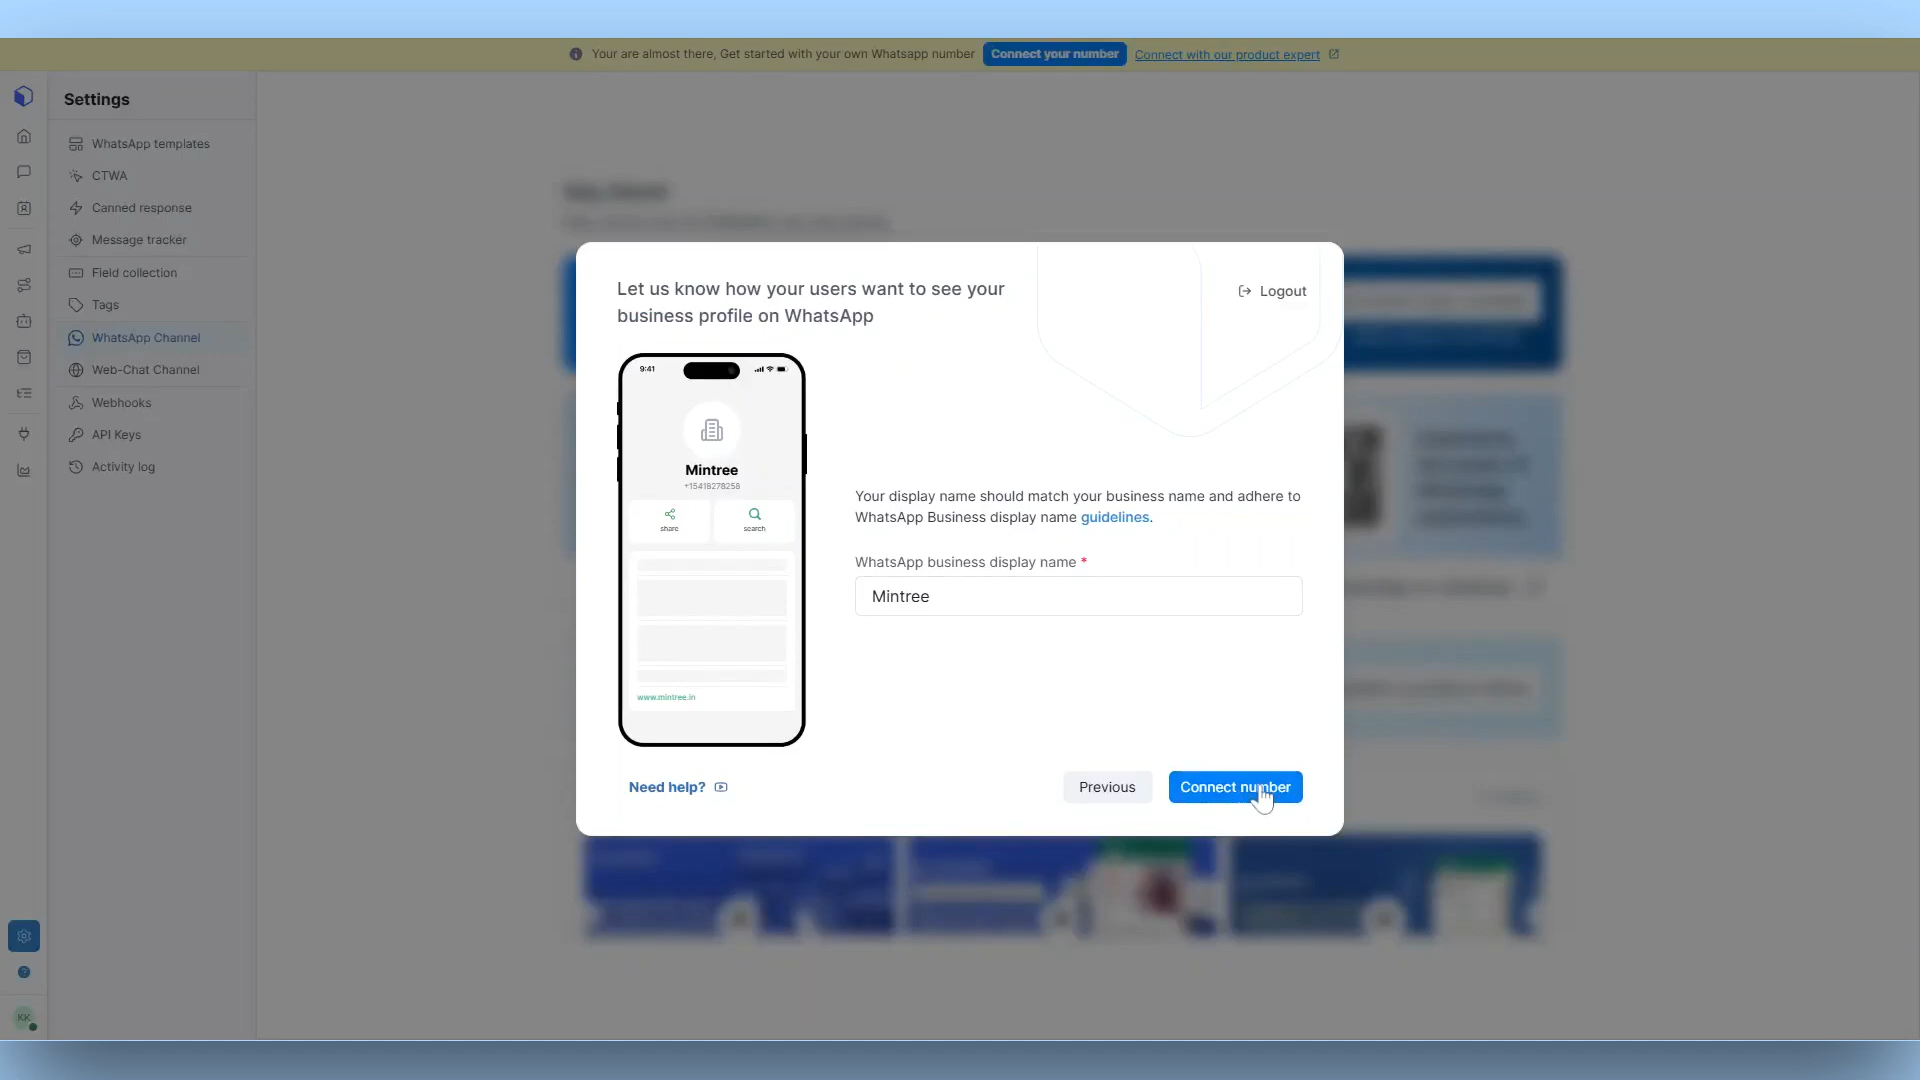 Your are almost there, Get started with your own Whatsapp number
Connect your number
Connect with our product expert
Settings
WhatsApp templates
CTWA
Canned response
Message tracker
Field collection
Tags
WhatsApp Channel
Web-Chat Channel
Webhooks
API Keys
Activity log
KK
Let us know how your users want to see your
business profile on WhatsApp
Logout
9:41
Mintree
+15418278258
share
search
www.mintree.in
Your display name should match your business name and adhere to
WhatsApp Business display name guidelines.
WhatsApp business display name *
Mintree
Need help?
Previous
Connect number